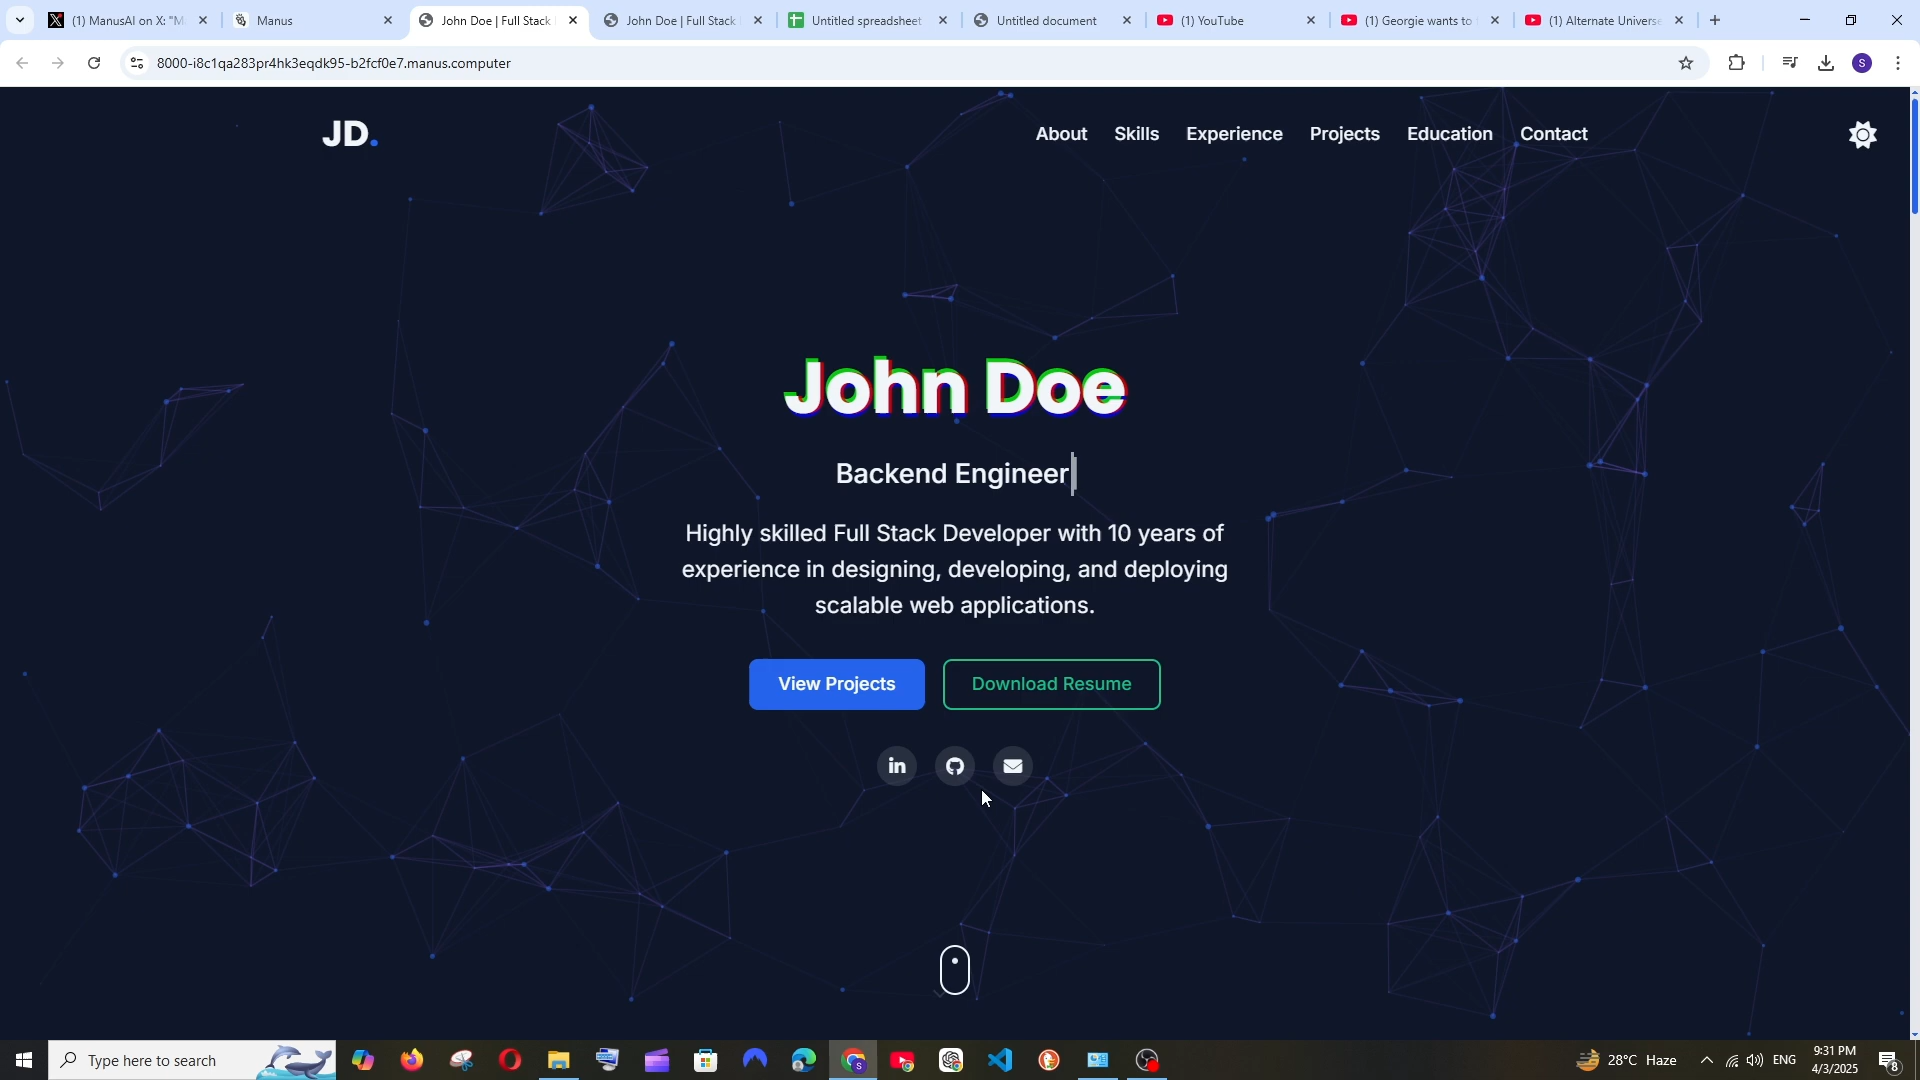 (1) ManusAI on X: "M
Manus
John Doe | Full Stack
John Doe | Full Stack
Untitled spreadsheet
Untitled document
(1) YouTube
(1) Georgie wants to
(1) Alternate Universe
8000-i8c1qa283pr4hk3eqdk95-b2fcf0e7.manus.computer
S
JD.
About
Skills
Experience
Projects
Education
Contact
John Doe
Backend Engineer
Highly skilled Full Stack Developer with 10 years of
experience in designing, developing, and deploying
scalable web applications.
View Projects
Download Resume
in
Type here to search
28°C Haze
ENG
9:31 PM
4/3/2025
8